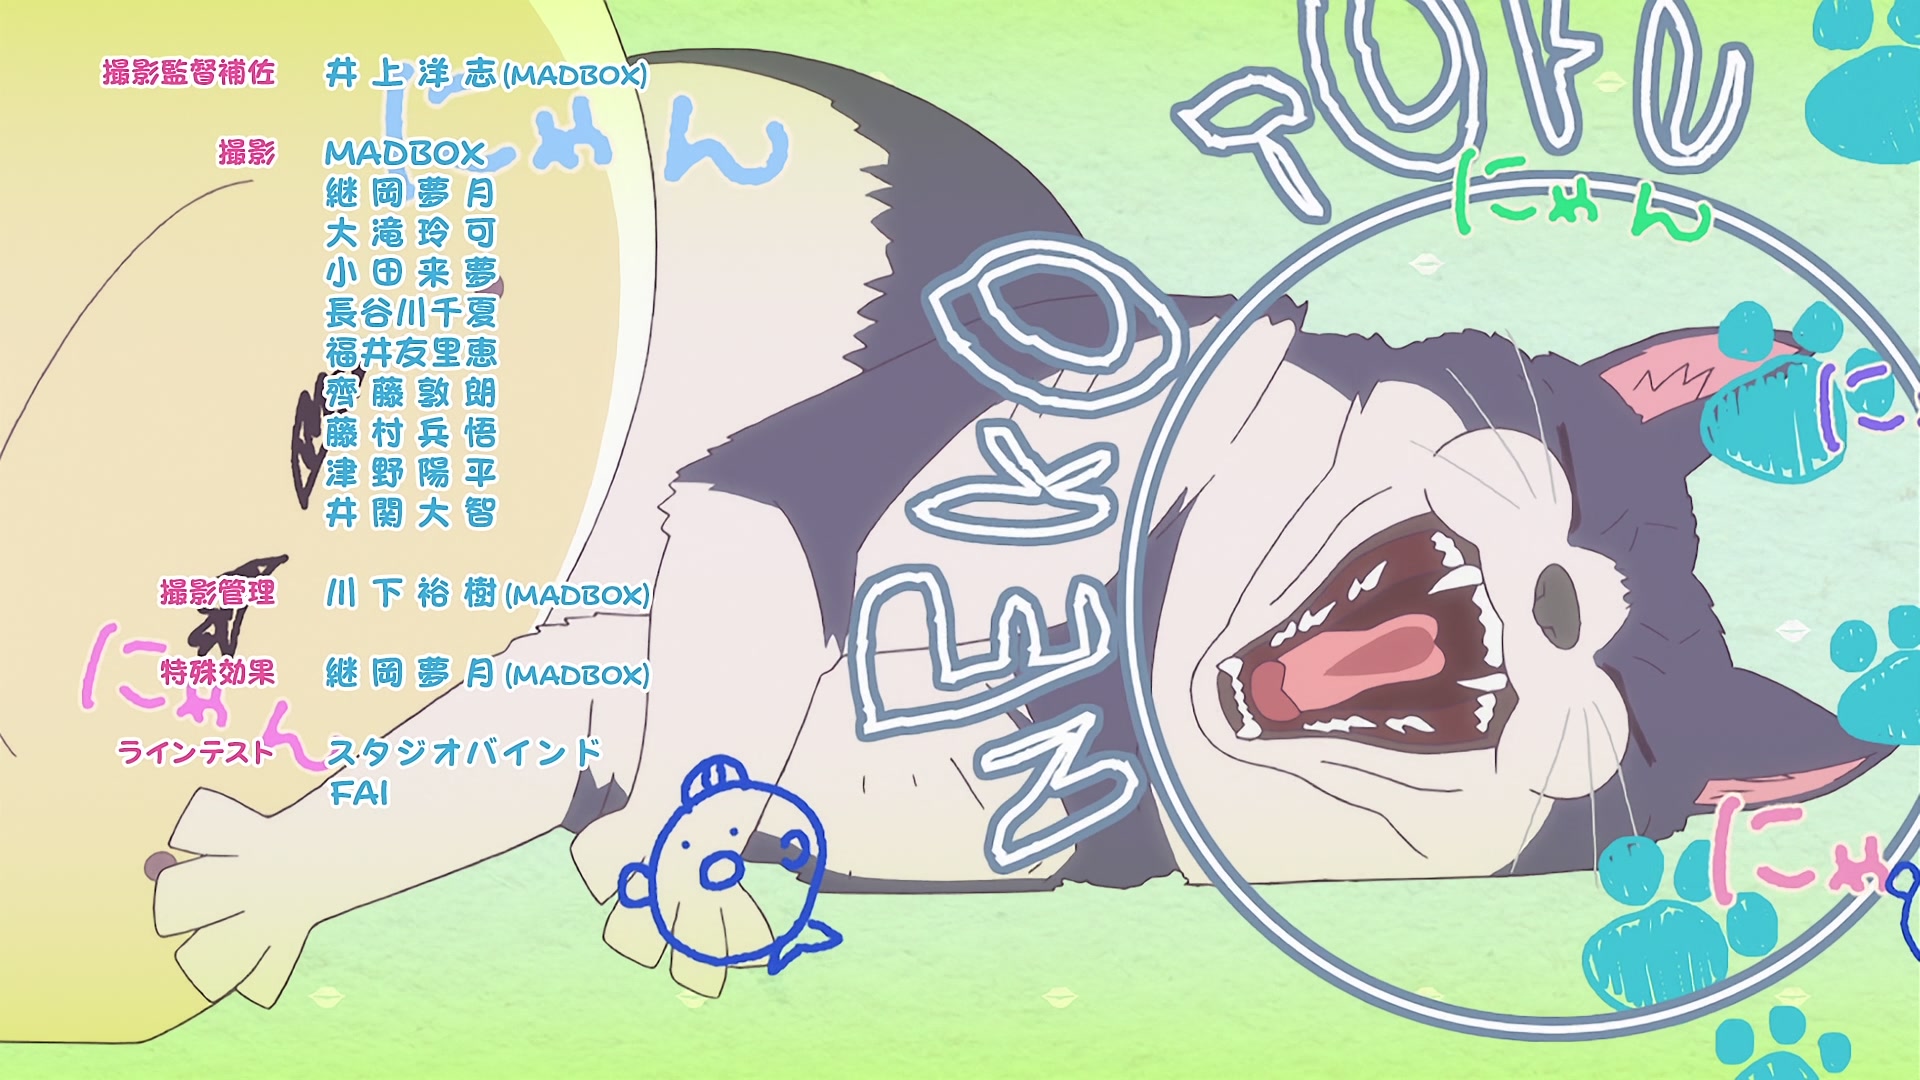 撮影監督補佐 井上洋志(MADBOX)
撮影 MADBOX
継岡夢月
大滝玲可
小田来夢
長谷川千夏
福井友里恵
齊藤敦朗
藤村兵悟
津野陽平
井関大智
撮影管理 川下裕樹(MADBOX)
特殊効果 継岡夢月(MADBOX)
ラインテスト スタジオバインド
FAI
にゃん
にゃん
にゃん
に
にゃ
NEKO
TOFU